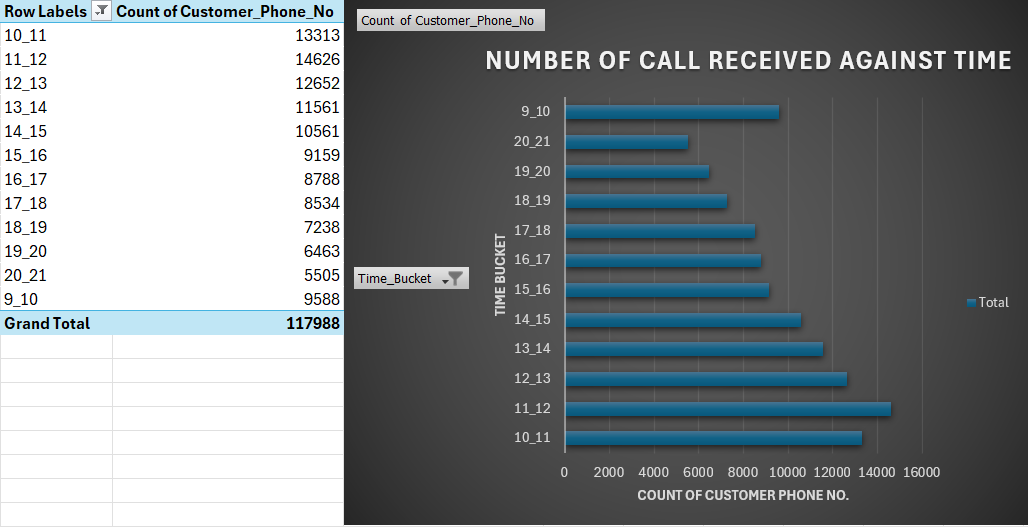 Row Labels Count of Customer_Phone_No
10_11 13313
11_12 14626
12_13 12652
13_14 11561
14_15 10561
15_16 9159
16_17 8788
17_18 8534
18_19 7238
19_20 6463
20_21 5505
9_10 9588
Grand Total 117988
Count of Customer_Phone_No
NUMBER OF CALL RECEIVED AGAINST TIME
Time_Bucket
TIME BUCKET
9_10
20_21
19_20
18_19
17_18
16_17
15_16
14_15
13_14
12_13
11_12
10_11
0 2000 4000 6000 8000 10000 12000 14000 16000
COUNT OF CUSTOMER PHONE NO.
Total